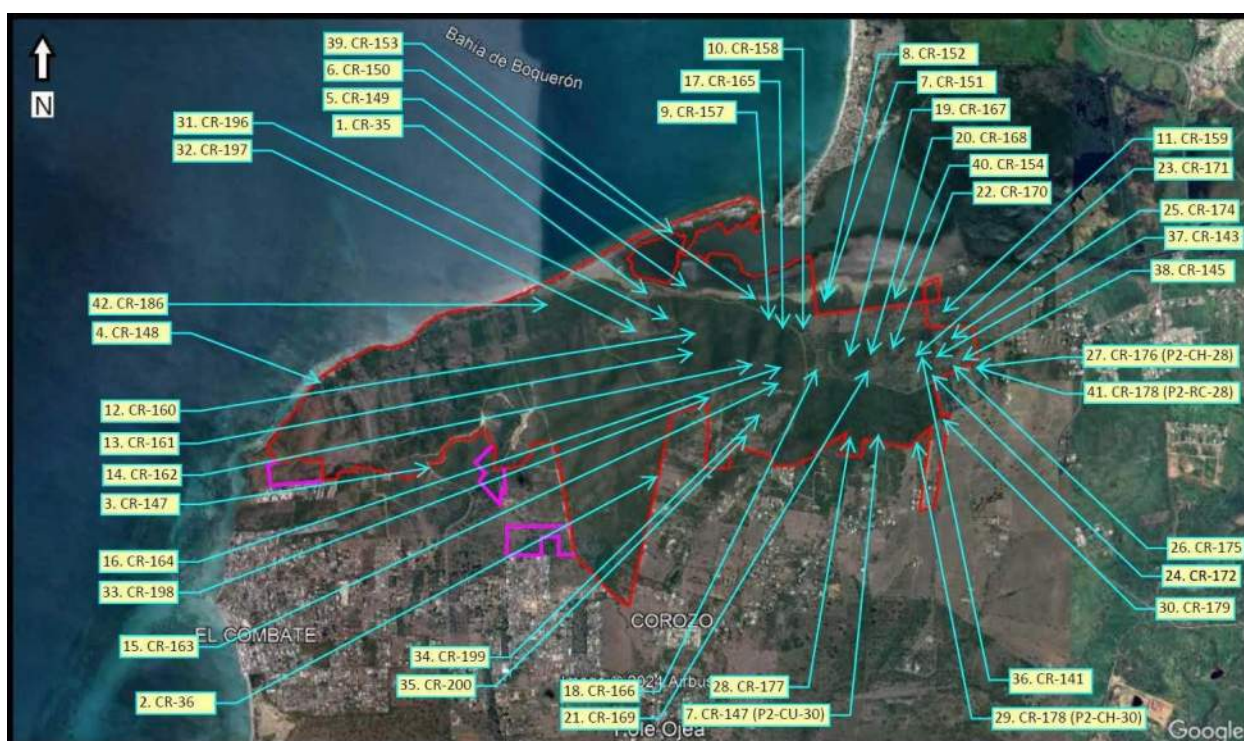 39. CR-153
Bahía de Boquerón
10. CR-158
8. CR-152
6. CR-150
17. CR-165
7. CR-151
5. CR-149
9. CR-157
19. CR-167
N
31. CR-196
1. CR-35
20. CR-168
11. CR-159
32. CR-197
40. CR-154
23. CR-171
22. CR-170
25. CR-174
37. CR-143
38. CR-145
42. CR-186
4. CR-148
27. CR-176 (P2-CH-28)
41. CR-178 (P2-RC-28)
12. CR-160
13. CR-161
14. CR-162
3. CR-147
16. CR-164
26. CR-175
33. CR-198
24. CR-172
30. CR-179
COROZO
EL COMBATE
15. CR-163
34. CR-199
35. CR-200
36. CR-141
2. CR-36
18. CR-166
28. CR-177
21. CR-169
7. CR-147 (P2-CU-30)
29. CR-178 (P2-CH-30)
Ojea
Google